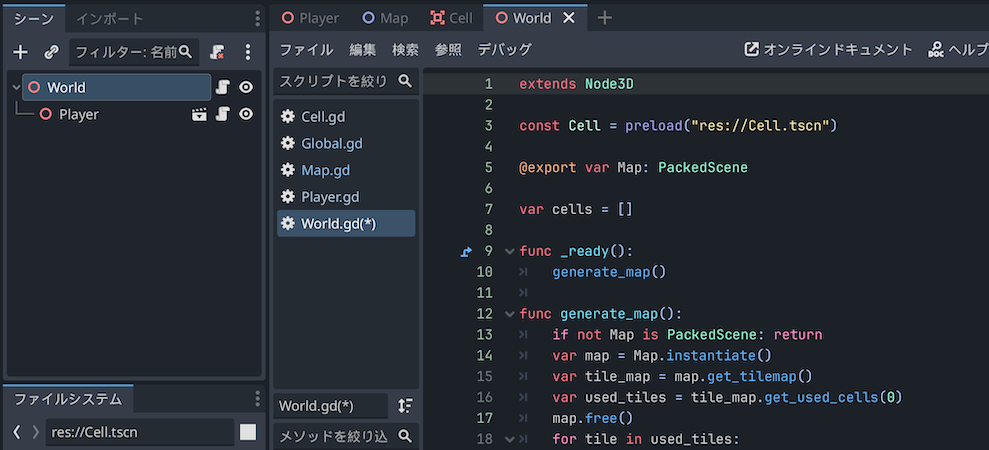 シーン インポート
フィルター: 名前
World
Player
ファイルシステム
res://Cell.tscn
Player Map Cell World
ファイル 編集 検索 参照 デバッグ オンラインドキュメント ヘルプ
スクリプトを絞り
Cell.gd
Global.gd
Map.gd
Player.gd
World.gd(*)
World.gd(*)
メソッドを絞り込
1 extends Node3D
2
3 const Cell = preload("res://Cell.tscn")
4
5 @export var Map: PackedScene
6
7 var cells = []
8
9 func _ready():
10 generate_map()
11
12 func generate_map():
13 if not Map is PackedScene: return
14 var map = Map.instantiate()
15 var tile_map = map.get_tilemap()
16 var used_tiles = tile_map.get_used_cells(0)
17 map.free()
18 for tile in used_tiles: